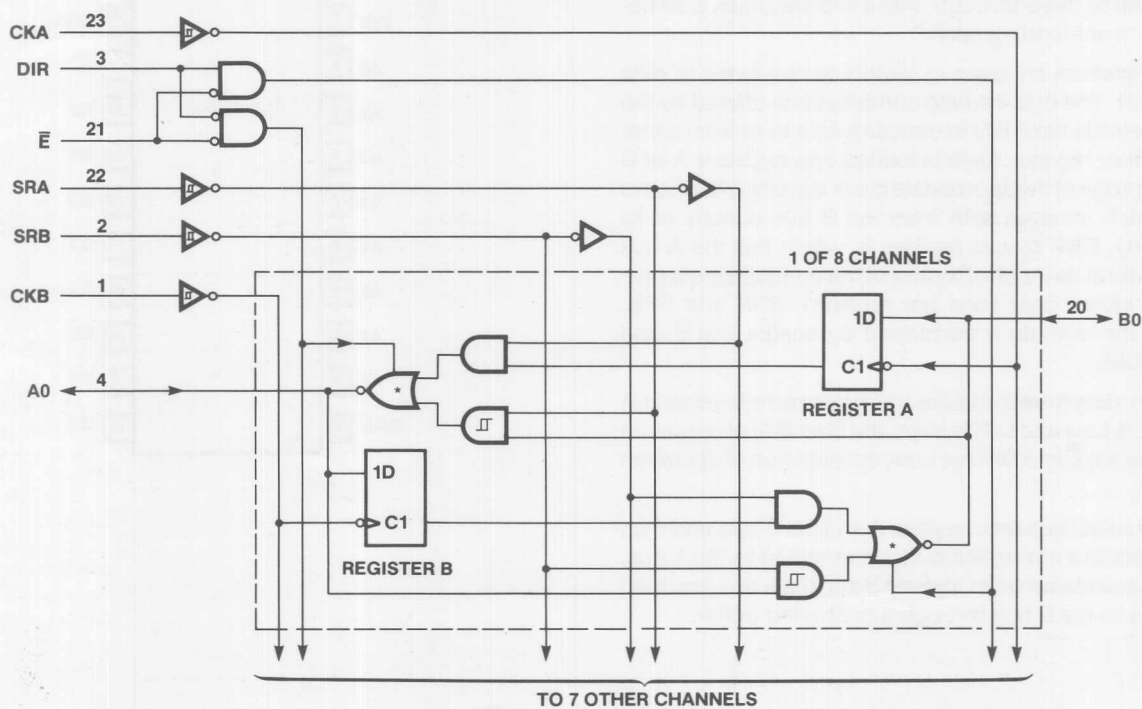 CKA 23
DIR 3
E̅ 21
SRA 22
SRB 2
1 OF 8 CHANNELS
CKB 1
1D 20 B0
C1
A0 4 *
REGISTER A
1D
C1
*
REGISTER B
TO 7 OTHER CHANNELS